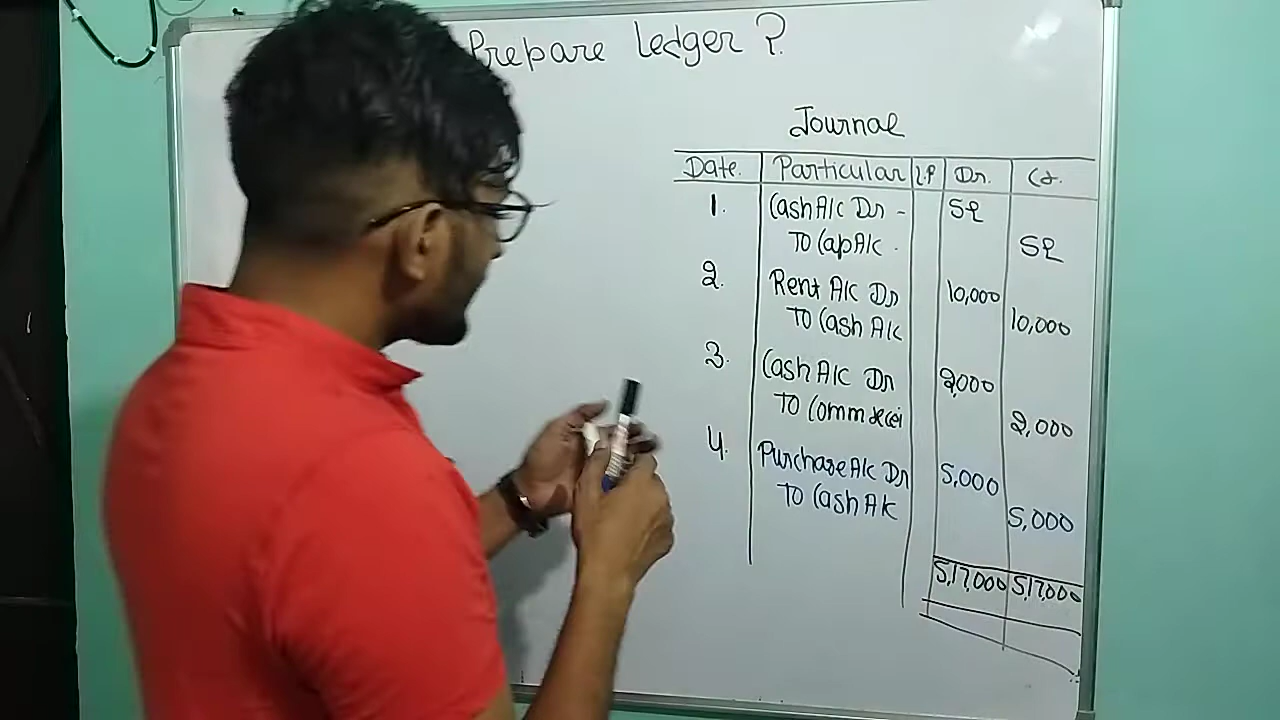 Prepare Ledger ?
Journal
Date. Particular L.P Dr. Cr.
1. Cash A/c Dr - 5L
To Cap A/c . 5L
2. Rent A/c Dr 10,000
To Cash A/c 10,000
3. Cash A/c Dr 2,000
To Comm Recei 2,000
4. Purchase A/c Dr 5,000
To Cash A/c 5,000
5,17,000 5,17,000